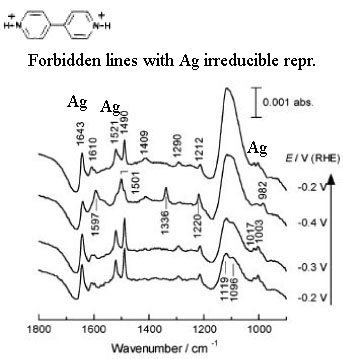 H-N N-H
+ +
Forbidden lines with Ag irreducible repr.
Ag Ag Ag
0.001 abs.
1643 1610 1521 1490 1409 1290 1212
E / V (RHE)
-0.2 V
982
1501
1597 1336 1220
-0.4 V
1017 1003
-0.3 V
1119 1096
-0.2 V
1800 1600 1400 1200 1000
Wavenumber / cm⁻¹